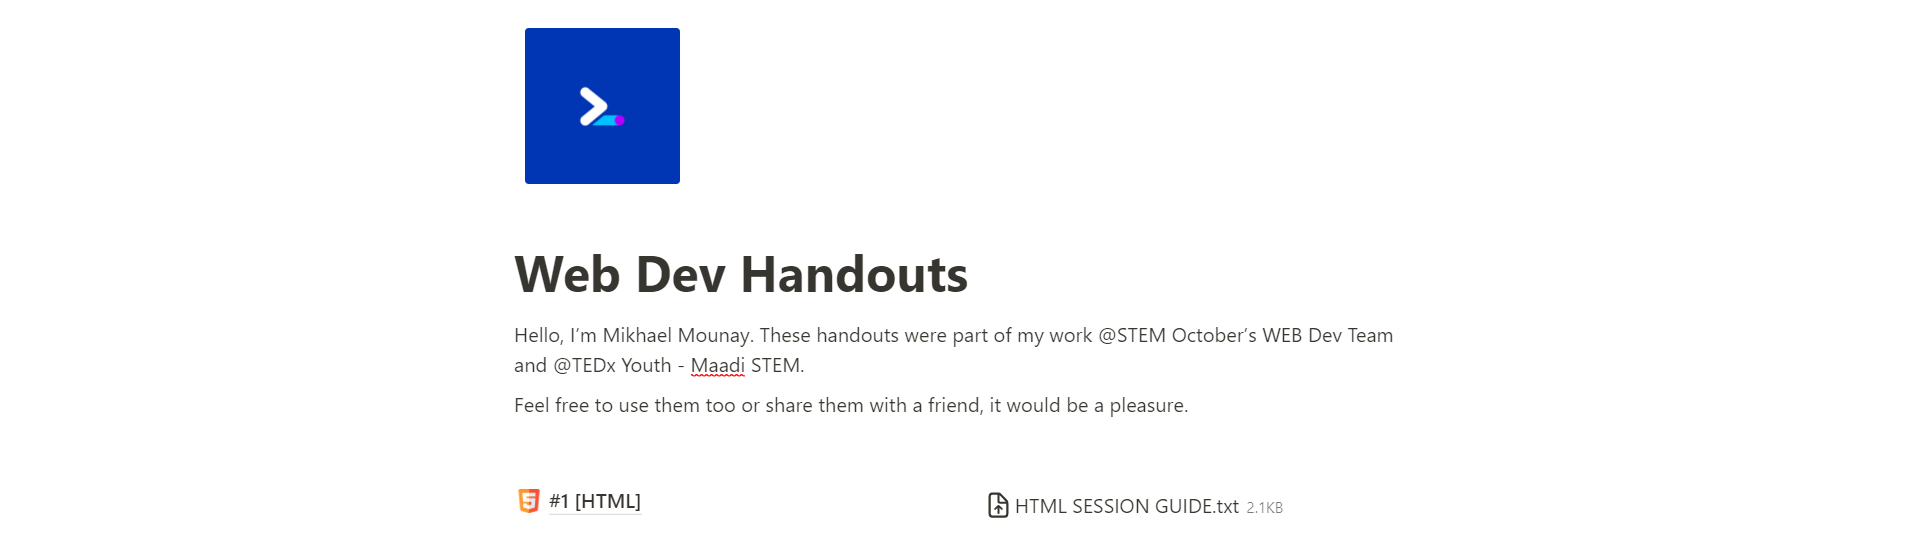 Web Dev Handouts
Hello, I’m Mikhael Mounay. These handouts were part of my work @STEM October’s WEB Dev Team
and @TEDx Youth - Maadi STEM.
Feel free to use them too or share them with a friend, it would be a pleasure.
#1 [HTML]
HTML SESSION GUIDE.txt 2.1KB